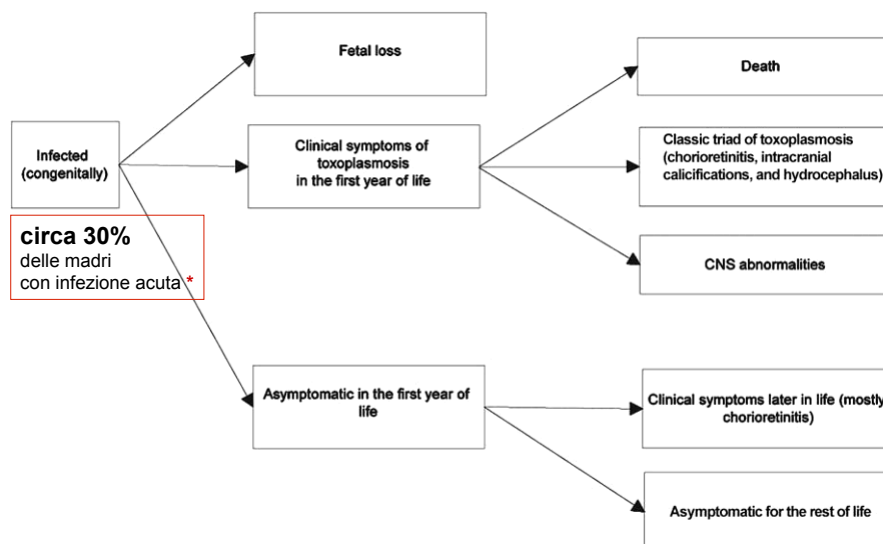 Fetal loss
Death
Infected
(congenitally)
Clinical symptoms of
toxoplasmosis
in the first year of life
Classic triad of toxoplasmosis
(chorioretinitis, intracranial
calicifications, and hydrocephalus)
circa 30%
delle madri
con infezione acuta *
CNS abnormalities
Asymptomatic in the first year of
life
Clinical symptoms later in life (mostly
chorioretinitis)
Asymptomatic for the rest of life